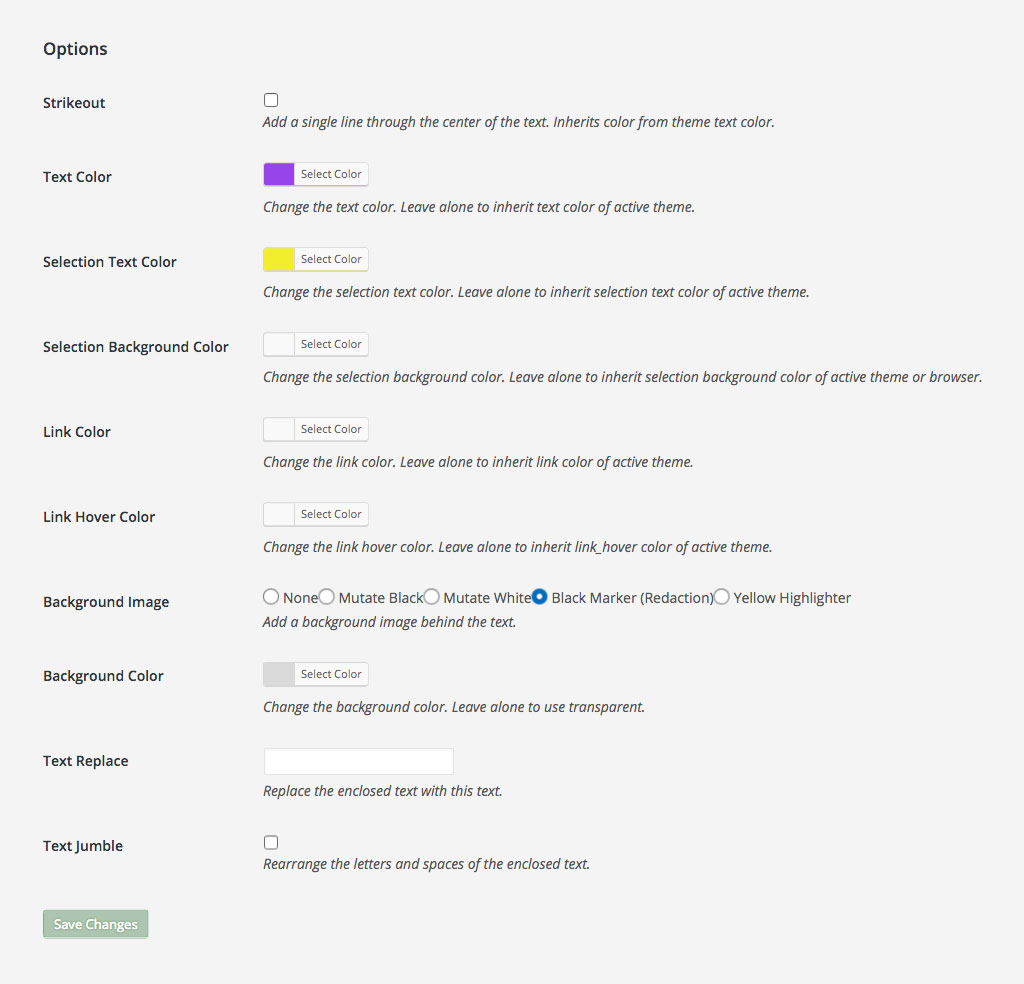 Options
Strikeout
Add a single line through the center of the text. Inherits color from theme text color.
Text Color
Select Color
Change the text color. Leave alone to inherit text color of active theme.
Selection Text Color
Select Color
Change the selection text color. Leave alone to inherit selection text color of active theme.
Selection Background Color
Select Color
Change the selection background color. Leave alone to inherit selection background color of active theme or browser.
Link Color
Select Color
Change the link color. Leave alone to inherit link color of active theme.
Link Hover Color
Select Color
Change the link hover color. Leave alone to inherit link_hover color of active theme.
Background Image
None Mutate Black Mutate White Black Marker (Redaction) Yellow Highlighter
Add a background image behind the text.
Background Color
Select Color
Change the background color. Leave alone to use transparent.
Text Replace
Replace the enclosed text with this text.
Text Jumble
Rearrange the letters and spaces of the enclosed text.
Save Changes